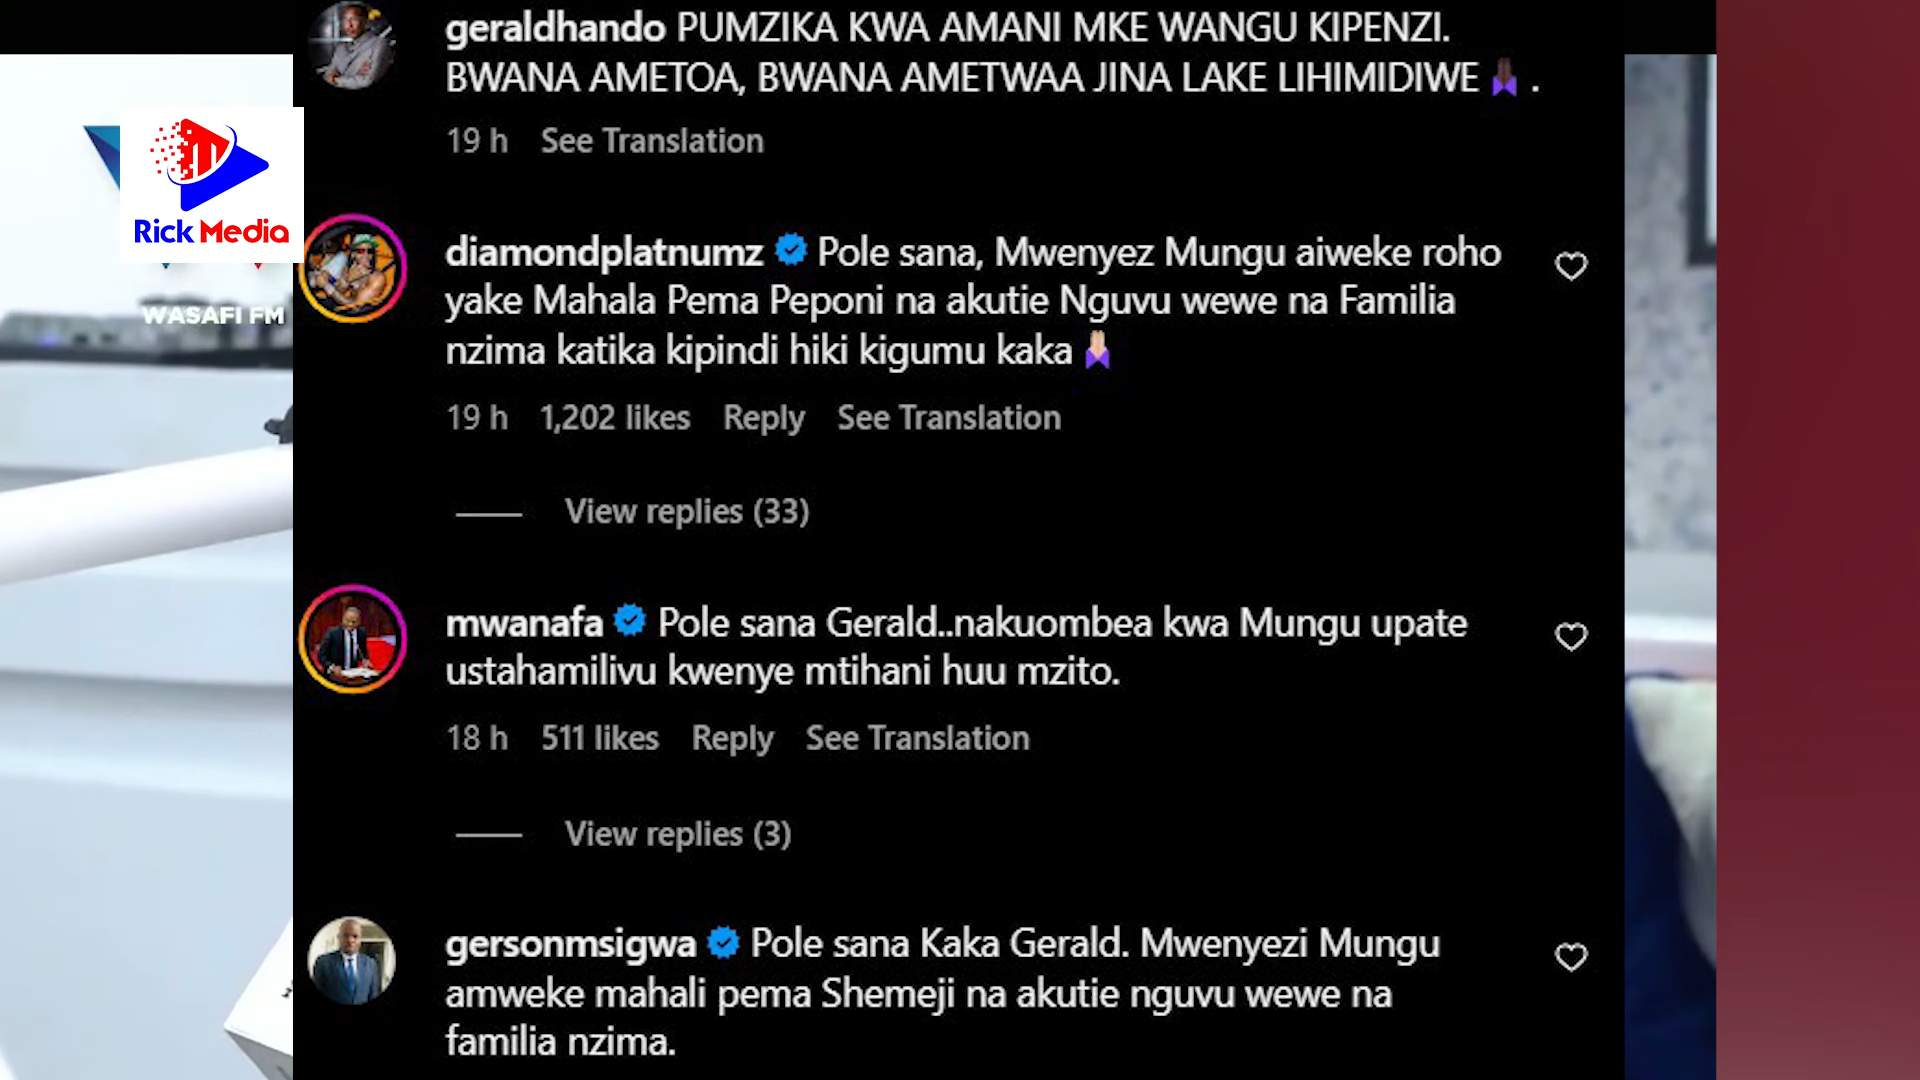 geraldhando PUMZIKA KWA AMANI MKE WANGU KIPENZI.
BWANA AMETOA, BWANA AMETWAA JINA LAKE LIHIMIDIWE .
19 h See Translation
Rick Media
WASAFI FM
diamondplatnumz Pole sana, Mwenyez Mungu aiweke roho
yake Mahala Pema Peponi na akutie Nguvu wewe na Familia
nzima katika kipindi hiki kigumu kaka
19 h 1,202 likes Reply See Translation
View replies (33)
mwanafa Pole sana Gerald..nakuombea kwa Mungu upate
ustahamilivu kwenye mtihani huu mzito.
18 h 511 likes Reply See Translation
View replies (3)
gersonmsigwa Pole sana Kaka Gerald. Mwenyezi Mungu
amweke mahali pema Shemeji na akutie nguvu wewe na
familia nzima.